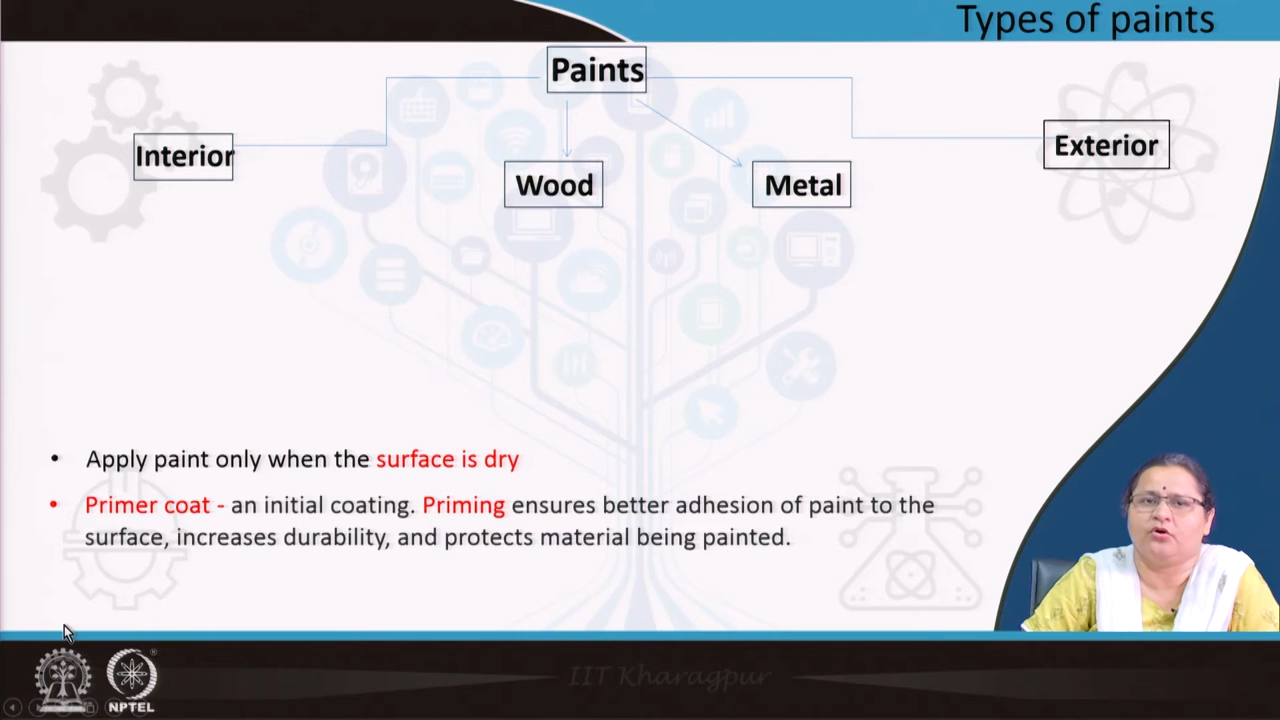 Types of paints
Paints
Interior
Exterior
Wood
Metal
• Apply paint only when the surface is dry
• Primer coat - an initial coating. Priming ensures better adhesion of paint to the
surface, increases durability, and protects material being painted.
IIT Kharagpur
NPTEL